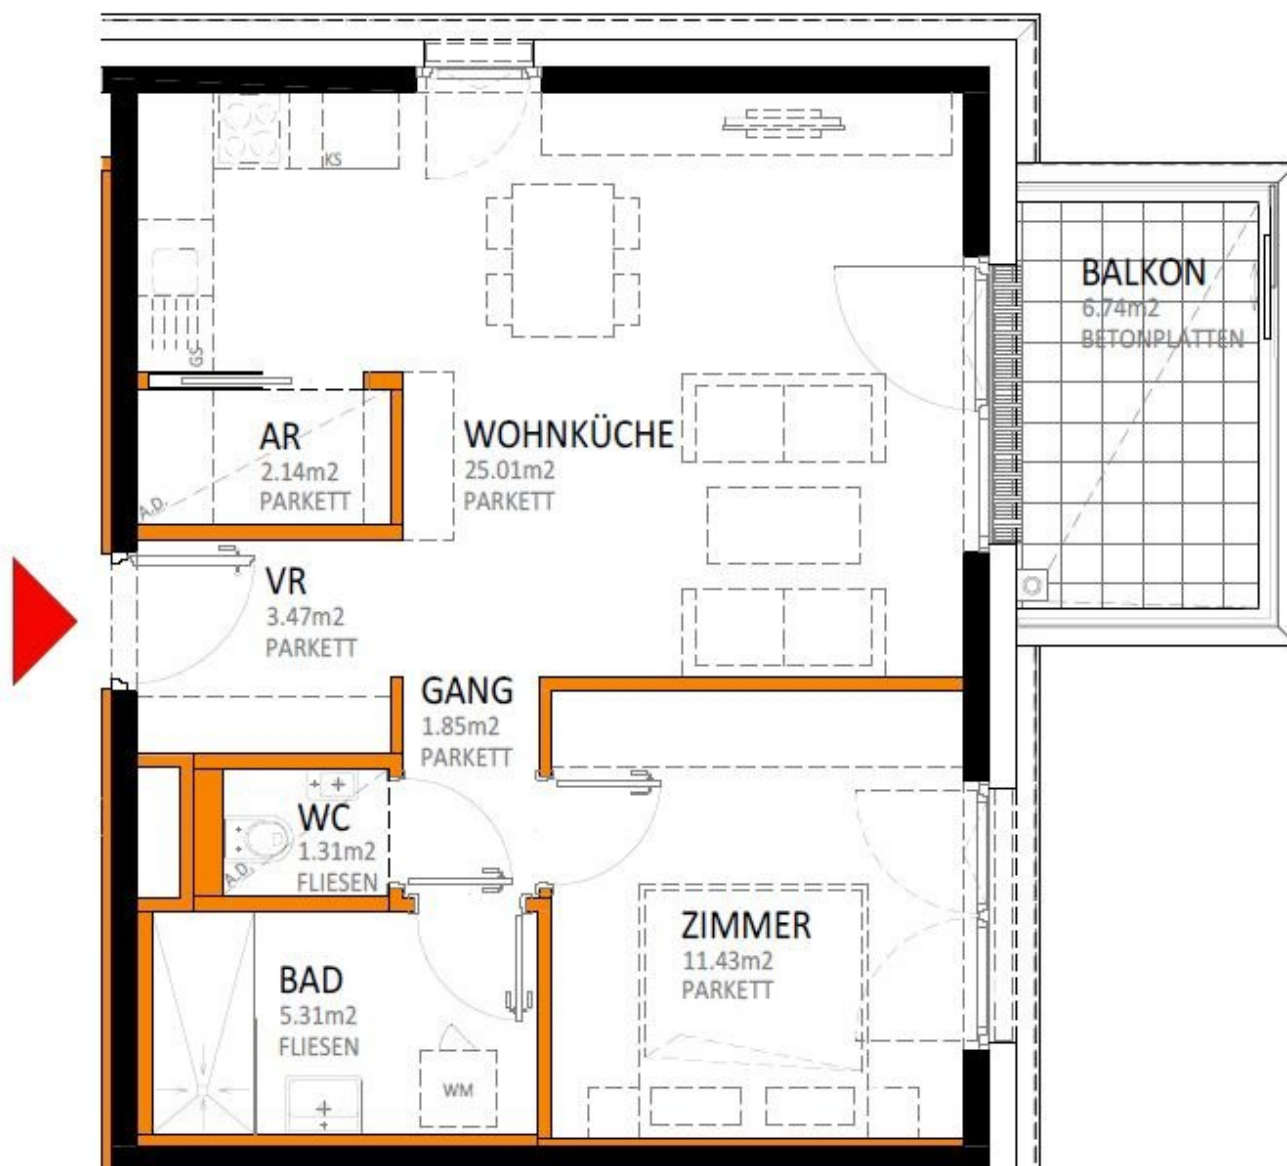 KS
BALKON
6.74m2
BETONPLATTEN
GS
AR
2.14m2
PARKETT
A.D.
WOHNKÜCHE
25.01m2
PARKETT
VR
3.47m2
PARKETT
GANG
1.85m2
PARKETT
WC
1.31m2
FLIESEN
A.D.
ZIMMER
11.43m2
PARKETT
BAD
5.31m2
FLIESEN
WM